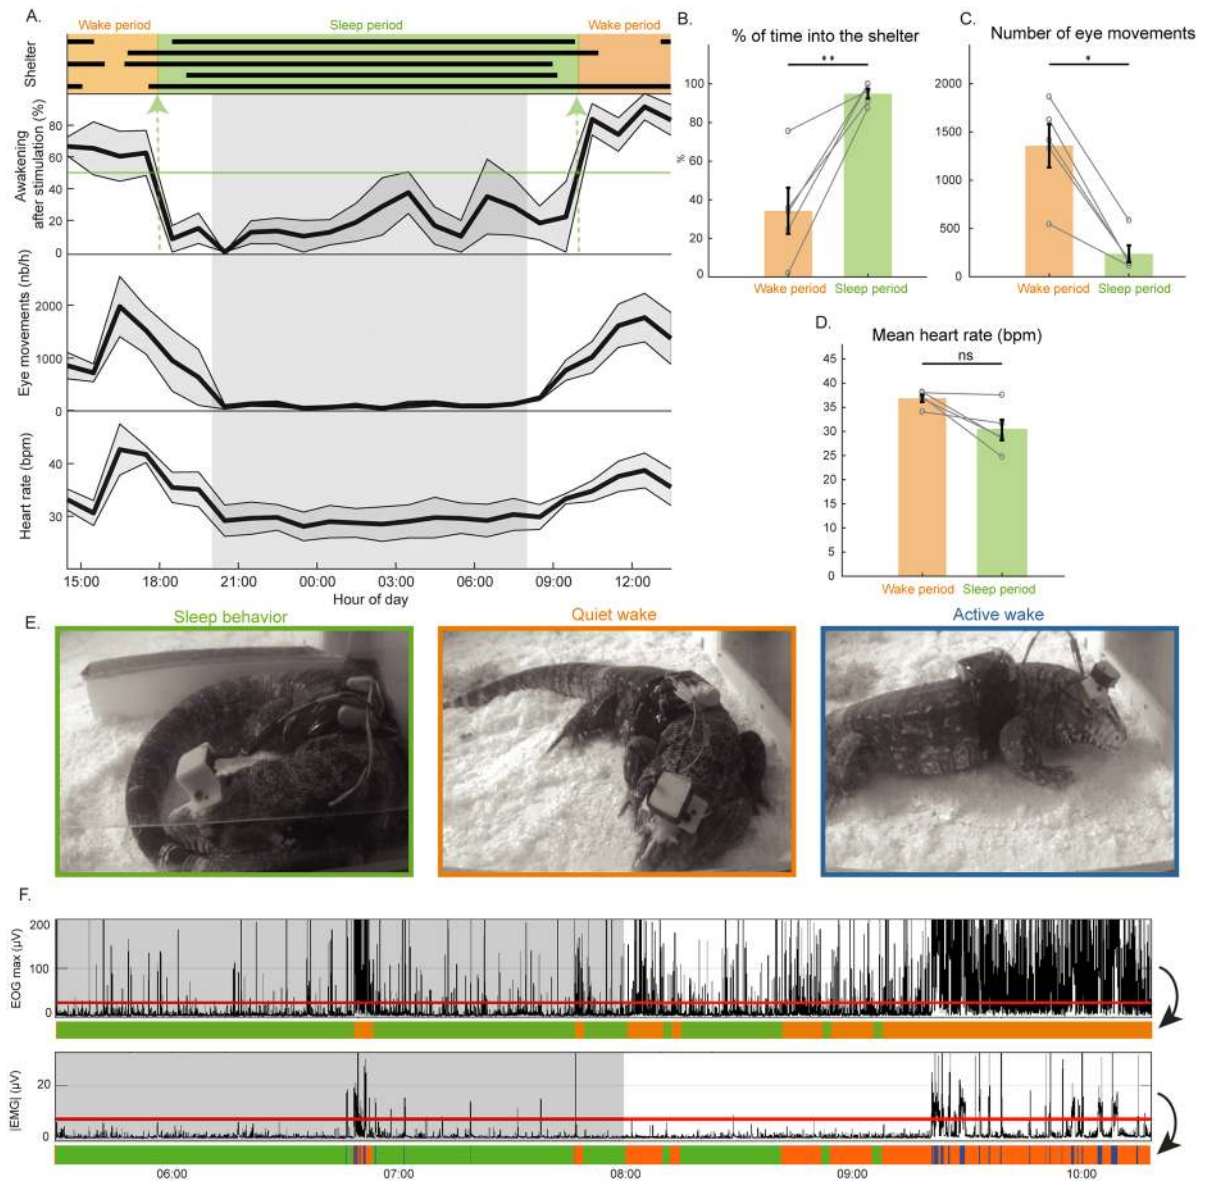 A.
Wake period
Sleep period
Wake period
Shelter
Awakening
after stimulation (%)
80
60
40
20
0
Eye movements (nb/h)
2000
1000
0
Heart rate (bpm)
40
30
15:00 18:00 21:00 00:00 03:00 06:00 09:00 12:00
Hour of day
B.
% of time into the shelter
**
100
80
60
40
20
0
%
Wake period Sleep period
C.
Number of eye movements
*
2000
1500
1000
500
0
Wake period Sleep period
D.
Mean heart rate (bpm)
ns
45
40
35
30
25
20
15
10
5
0
Wake period Sleep period
E.
Sleep behavior
Quiet wake
Active wake
F.
EOG max (µV)
200
100
0
|EMG| (µV)
20
0
06:00 07:00 08:00 09:00 10:00